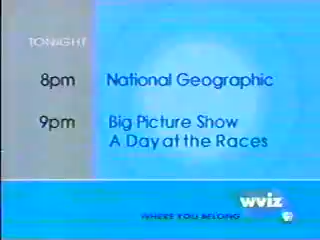 TONIGHT
8pm National Geographic
9pm Big Picture Show
A Day at the Races
wviz
WHERE YOU BELONG